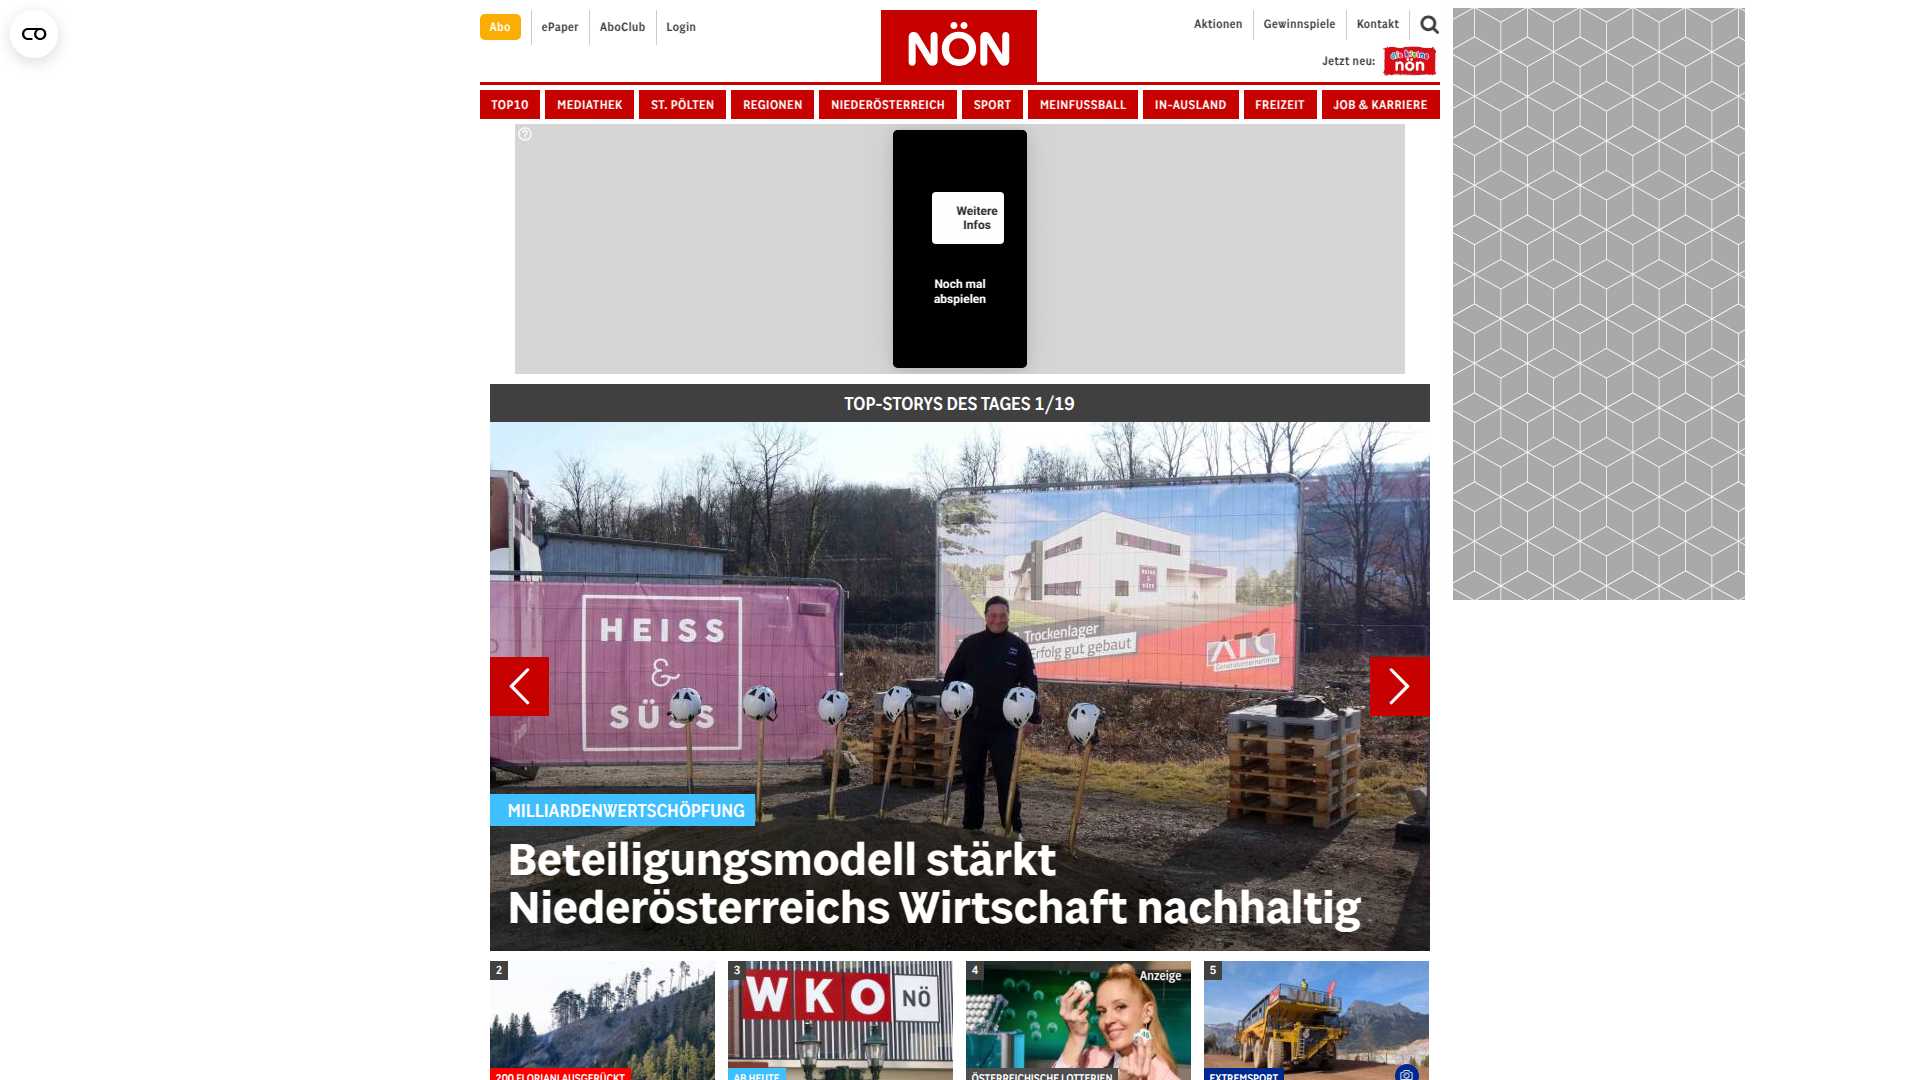 Abo
ePaper
AboClub
Login
NÖN
Aktionen
Gewinnspiele
Kontakt
Jetzt neu:
die kleine
nön
TOP10
MEDIATHEK
ST. PÖLTEN
REGIONEN
NIEDERÖSTERREICH
SPORT
MEINFUSSBALL
IN-AUSLAND
FREIZEIT
JOB & KARRIERE
Weitere
Infos
Noch mal
abspielen
TOP-STORYS DES TAGES 1/19
HEISS
&
SÜSS
HEISS
&
SÜSS
Trockenlager
Erfolg gut gebaut
ATC
Generalunternehmer
MILLIARDENWERTSCHÖPFUNG
Beteiligungsmodell stärkt
Niederösterreichs Wirtschaft nachhaltig
2
3
WKO NÖ
4
Anzeige
5
200 FLORIANI AUSGERÜCKT
AB HEUTE
ÖSTERREICHISCHE LOTTERIEN
EXTREMSPORT